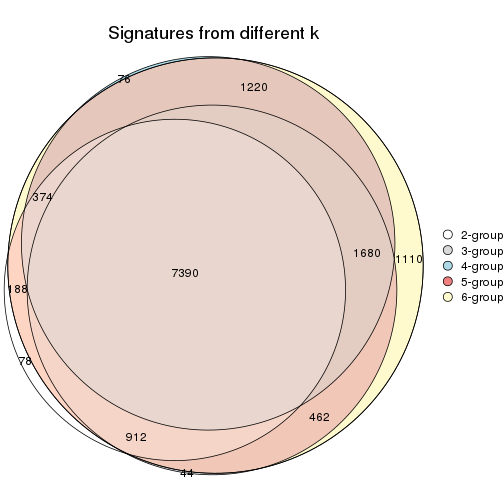 Signatures from different k
76
1220
374
1680
1110
7390
188
78
462
912
44
2-group
3-group
4-group
5-group
6-group